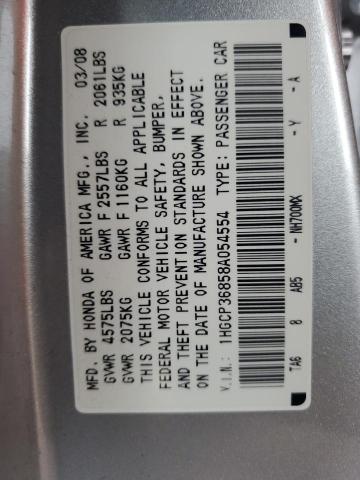 MFD. BY HONDA OF AMERICA MFG., INC. 03/08
GVWR 4575LBS GAWR F 2557LBS R 2061LBS
GVWR 2075KG GAWR F 1160KG R 935KG
THIS VEHICLE CONFORMS TO ALL APPLICABLE
FEDERAL MOTOR VEHICLE SAFETY, BUMPER,
AND THEFT PREVENTION STANDARDS IN EFFECT
ON THE DATE OF MANUFACTURE SHOWN ABOVE.
V.I.N.: 1HGCP36858A054554 TYPE: PASSENGER CAR
TA6 8 AB5 -NH700MX -Y -A